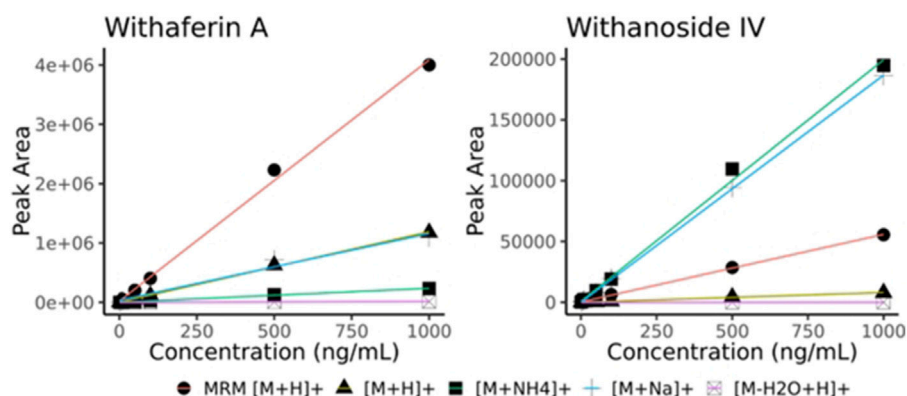 Withaferin A
Withanoside IV
Peak Area
4e+06
3e+06
2e+06
1e+06
0e+00
0 250 500 750 1000
Concentration (ng/mL)
Peak Area
200000
150000
100000
50000
0
0 250 500 750 1000
Concentration (ng/mL)
MRM [M+H]+ [M+H]+ [M+NH4]+ [M+Na]+ [M-H2O+H]+